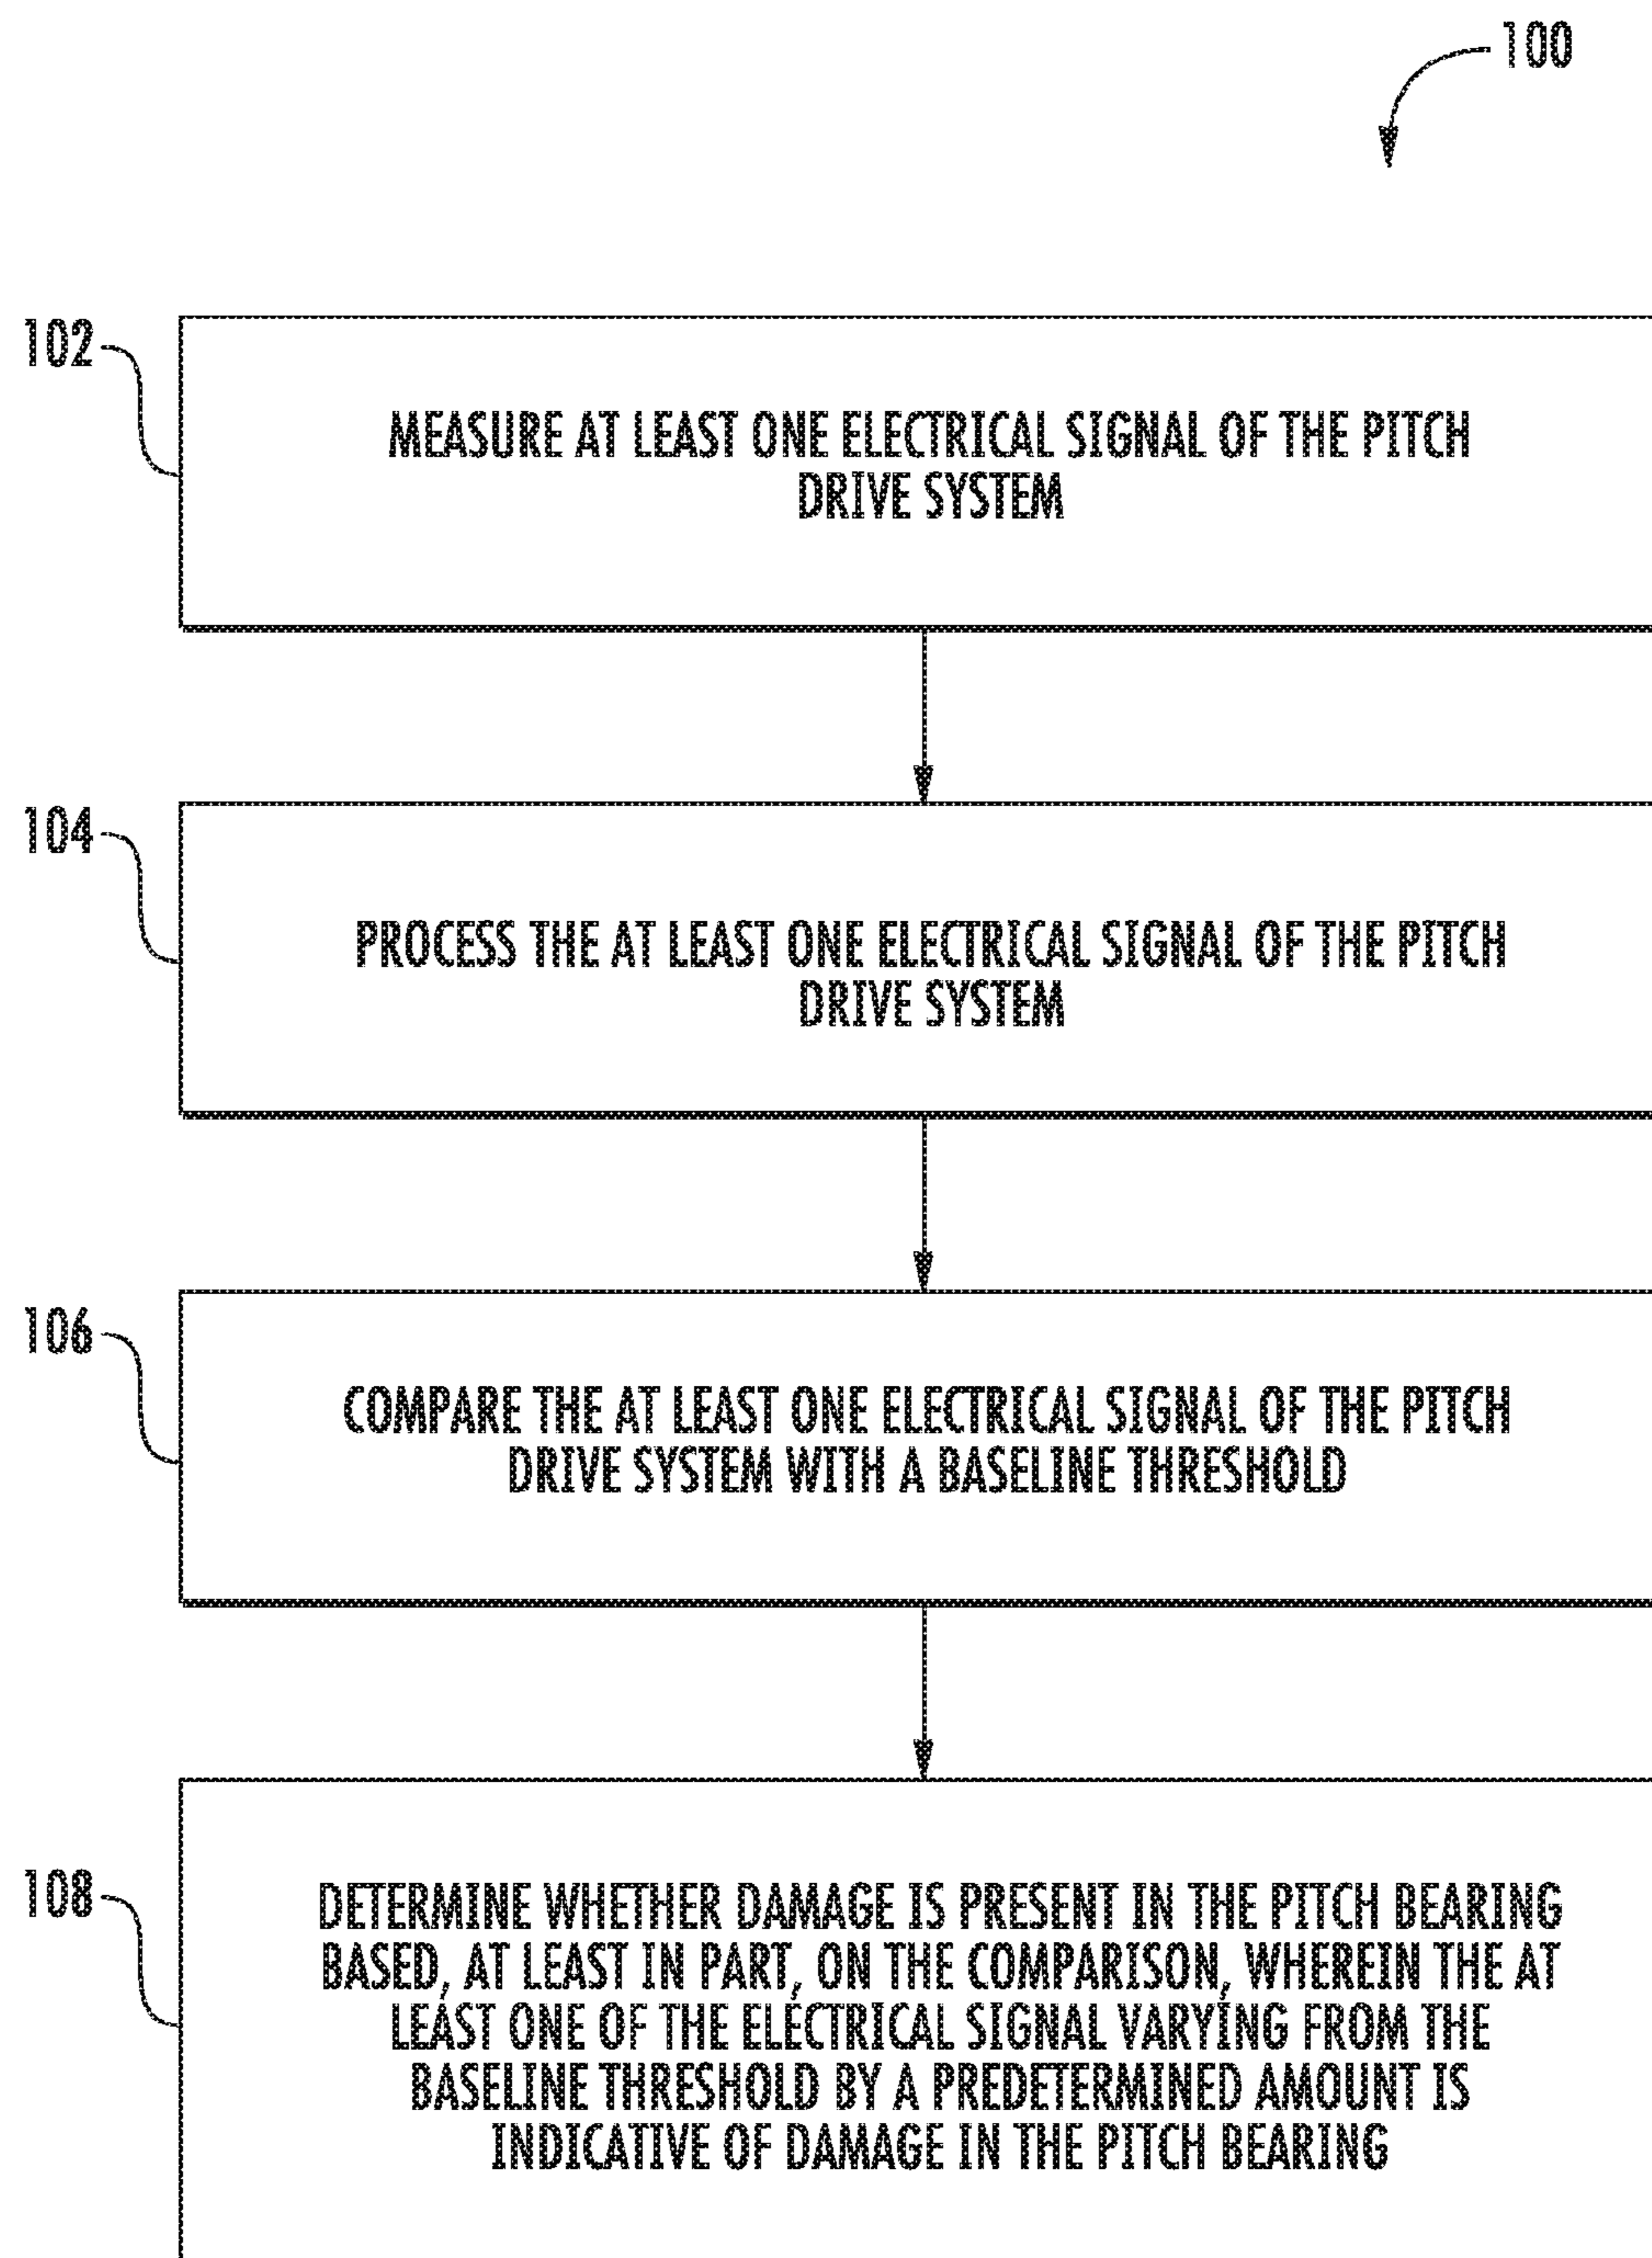 100
102
MEASURE AT LEAST ONE ELECTRICAL SIGNAL OF THE PITCH
DRIVE SYSTEM
104
PROCESS THE AT LEAST ONE ELECTRICAL SIGNAL OF THE PITCH
DRIVE SYSTEM
106
COMPARE THE AT LEAST ONE ELECTRICAL SIGNAL OF THE PITCH
DRIVE SYSTEM WITH A BASELINE THRESHOLD
108
DETERMINE WHETHER DAMAGE IS PRESENT IN THE PITCH BEARING
BASED, AT LEAST IN PART, ON THE COMPARISON, WHEREIN THE AT
LEAST ONE OF THE ELECTRICAL SIGNAL VARYING FROM THE
BASELINE THRESHOLD BY A PREDETERMINED AMOUNT IS
INDICATIVE OF DAMAGE IN THE PITCH BEARING